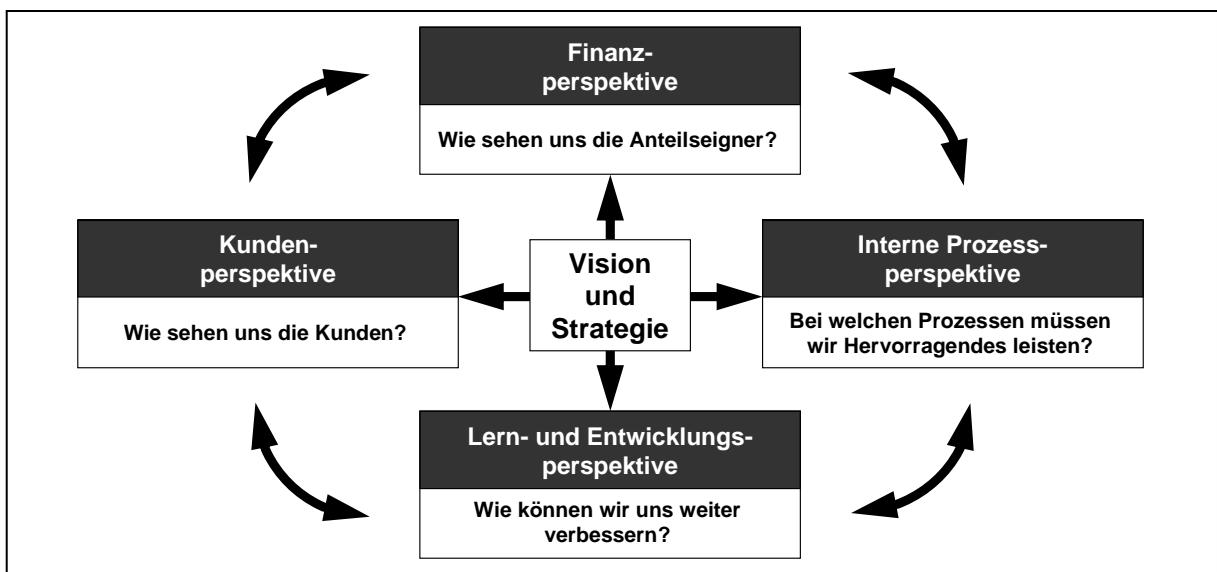 Finanz-
perspektive
Wie sehen uns die Anteilseigner?
Kunden-
perspektive
Wie sehen uns die Kunden?
Vision
und
Strategie
Interne Prozess-
perspektive
Bei welchen Prozessen müssen
wir Hervorragendes leisten?
Lern- und Entwicklungs-
perspektive
Wie können wir uns weiter
verbessern?